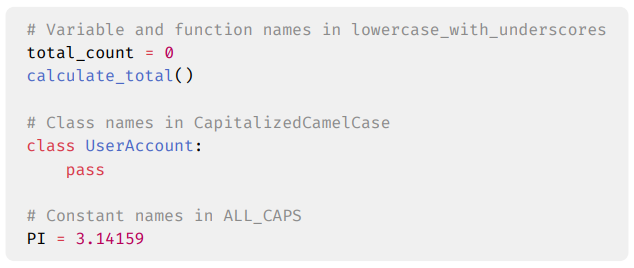 # Variable and function names in lowercase_with_underscores
total_count = 0
calculate_total()
# Class names in CapitalizedCamelCase
class UserAccount:
    pass
# Constant names in ALL_CAPS
PI = 3.14159